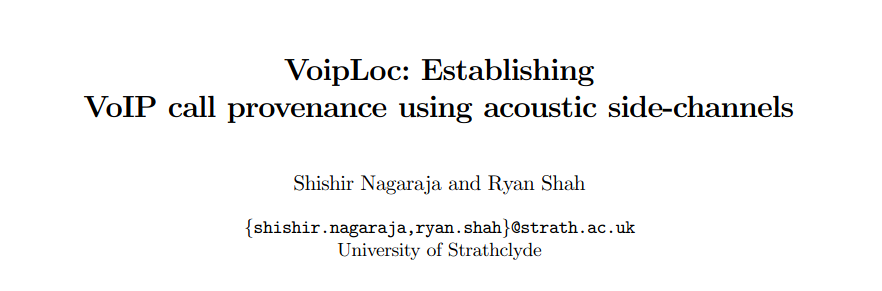 VoipLoc: Establishing
VoIP call provenance using acoustic side-channels
Shishir Nagaraja and Ryan Shah
{shishir.nagaraja,ryan.shah}@strath.ac.uk
University of Strathclyde